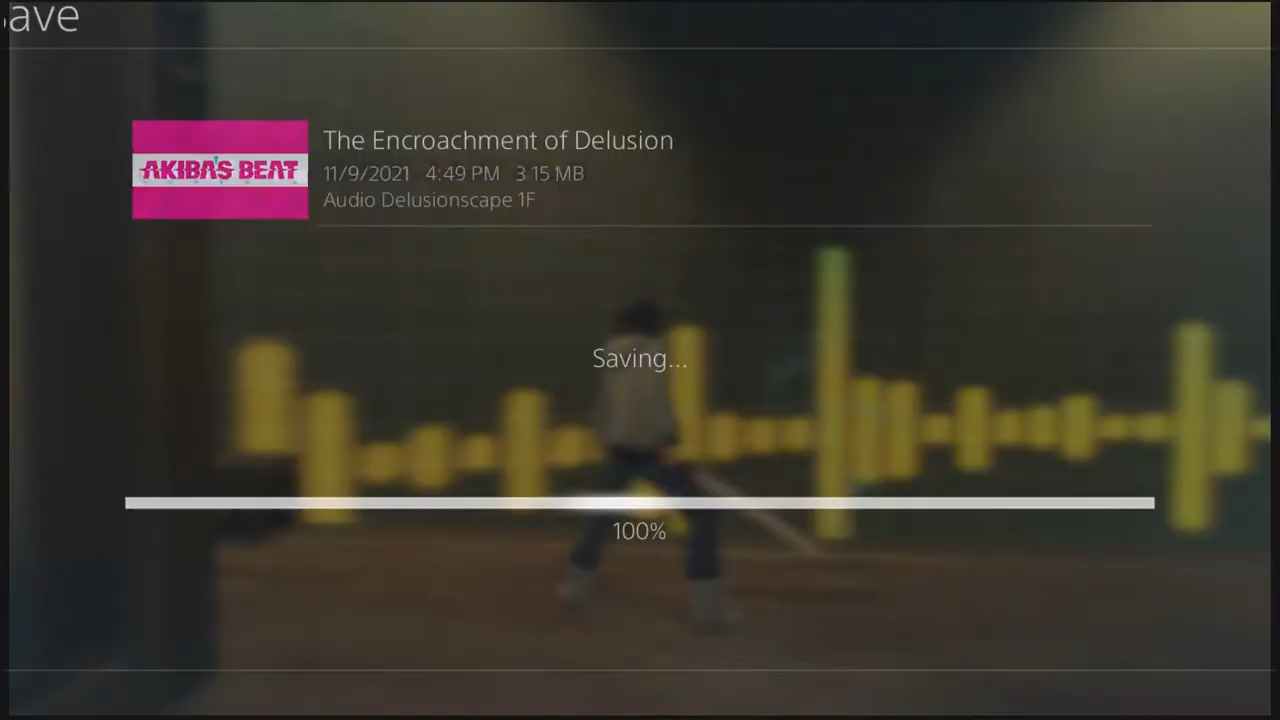 Save
The Encroachment of Delusion
AKIBA'S BEAT
11/9/2021 4:49 PM 3.15 MB
Audio Delusionscape 1F
Saving...
100%